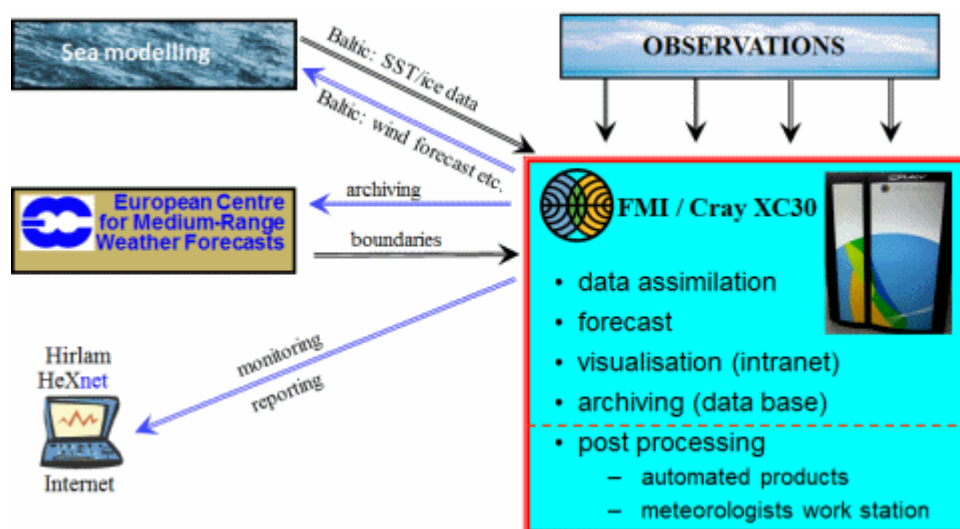 Sea modelling
OBSERVATIONS
Baltic: SST/ice data
Baltic: wind forecast etc.
European Centre
for Medium-Range
Weather Forecasts
archiving
boundaries
monitoring
reporting
Hirlam
HeXnet
Internet
CRAY
FMI / Cray XC30
• data assimilation
• forecast
• visualisation (intranet)
• archiving (data base)
• post processing
– automated products
– meteorologists work station